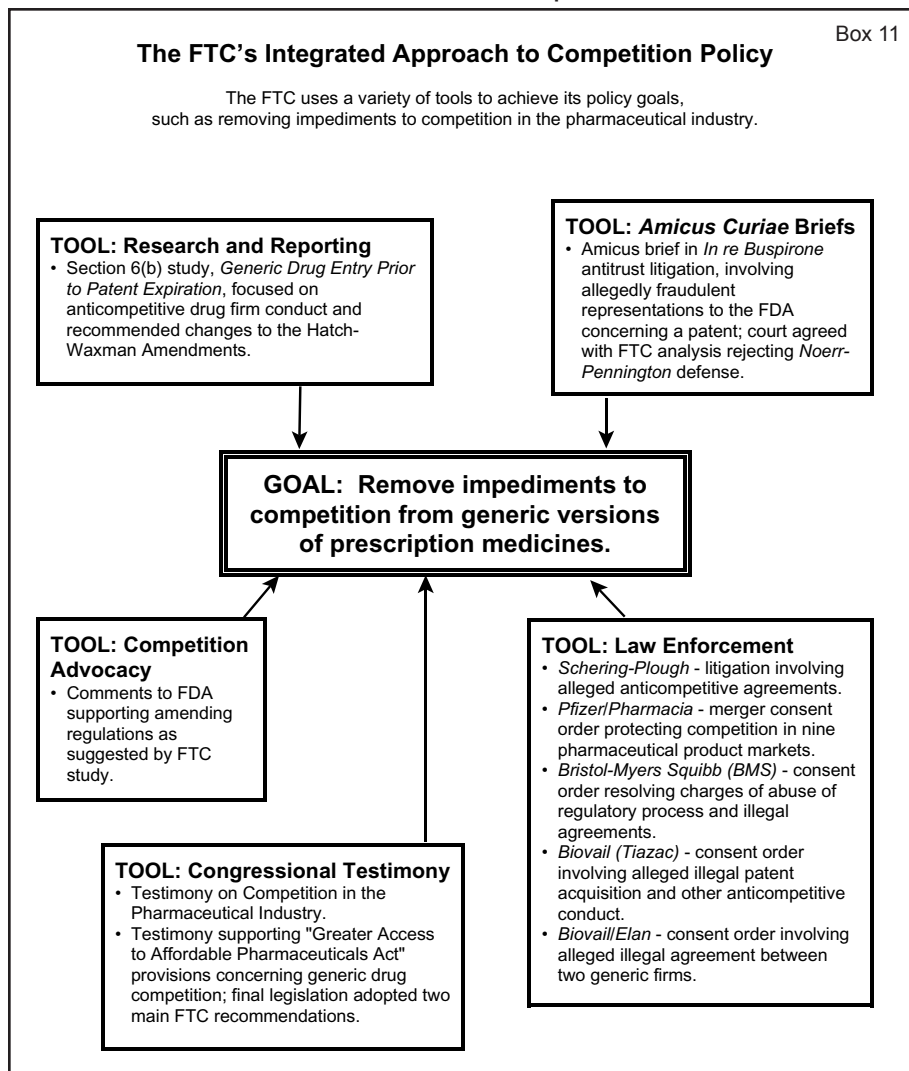 Box 11
The FTC's Integrated Approach to Competition Policy
The FTC uses a variety of tools to achieve its policy goals,
such as removing impediments to competition in the pharmaceutical industry.
TOOL: Research and Reporting
• Section 6(b) study, Generic Drug Entry Prior
to Patent Expiration, focused on
anticompetitive drug firm conduct and
recommended changes to the Hatch-
Waxman Amendments.
TOOL: Amicus Curiae Briefs
• Amicus brief in In re Buspirone
antitrust litigation, involving
allegedly fraudulent
representations to the FDA
concerning a patent; court agreed
with FTC analysis rejecting Noerr-
Pennington defense.
GOAL: Remove impediments to
competition from generic versions
of prescription medicines.
TOOL: Competition
Advocacy
• Comments to FDA
supporting amending
regulations as
suggested by FTC
study.
TOOL: Law Enforcement
• Schering-Plough - litigation involving
alleged anticompetitive agreements.
• Pfizer/Pharmacia - merger consent
order protecting competition in nine
pharmaceutical product markets.
• Bristol-Myers Squibb (BMS) - consent
order resolving charges of abuse of
regulatory process and illegal
agreements.
• Biovail (Tiazac) - consent order
involving alleged illegal patent
acquisition and other anticompetitive
conduct.
• Biovail/Elan - consent order involving
alleged illegal agreement between
two generic firms.
TOOL: Congressional Testimony
• Testimony on Competition in the
Pharmaceutical Industry.
• Testimony supporting "Greater Access
to Affordable Pharmaceuticals Act"
provisions concerning generic drug
competition; final legislation adopted two
main FTC recommendations.